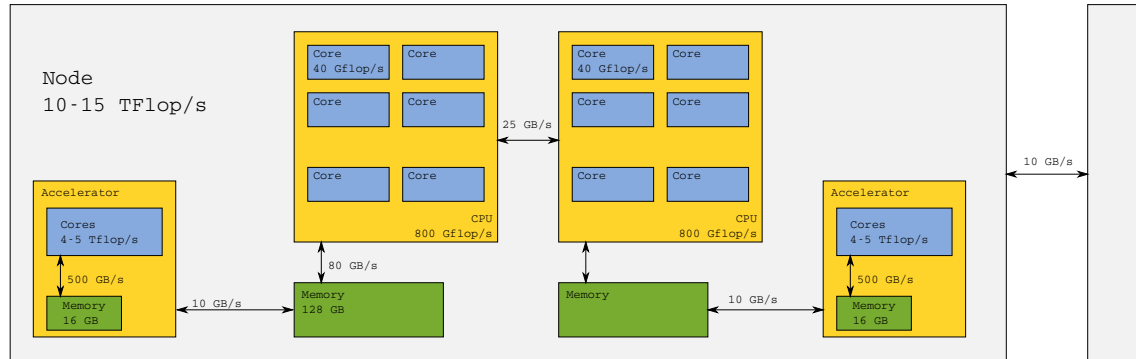 Node
10-15 TFlop/s
Core
40 Gflop/s
Core
Core
Core
Core
Core
CPU
800 Gflop/s
25 GB/s
Core
40 Gflop/s
Core
Core
Core
Core
Core
CPU
800 Gflop/s
10 GB/s
Accelerator
Cores
4-5 Tflop/s
500 GB/s
Memory
16 GB
10 GB/s
80 GB/s
Memory
128 GB
Memory
10 GB/s
Accelerator
Cores
4-5 Tflop/s
500 GB/s
Memory
16 GB